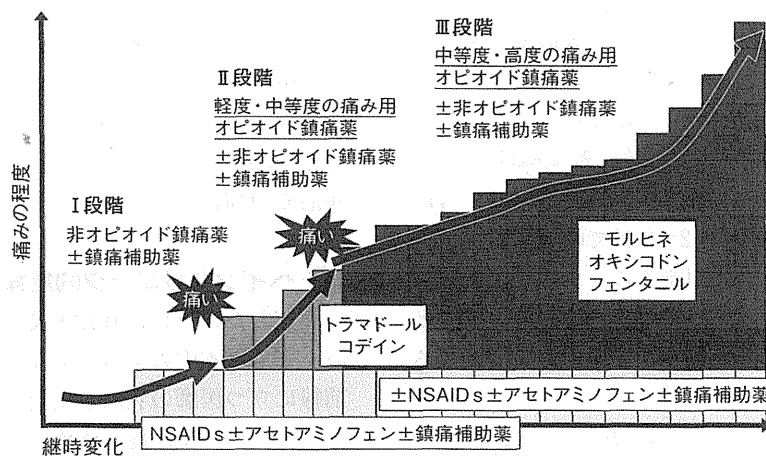 Ⅲ段階
中等度・高度の痛み用
オピオイド鎮痛薬
±非オピオイド鎮痛薬
±鎮痛補助薬
Ⅱ段階
軽度・中等度の痛み用
オピオイド鎮痛薬
±非オピオイド鎮痛薬
±鎮痛補助薬
Ⅰ段階
非オピオイド鎮痛薬
±鎮痛補助薬
痛みの程度
痛い
痛い
モルヒネ
オキシコドン
フェンタニル
トラマドール
コデイン
±NSAIDs±アセトアミノフェン±鎮痛補助薬
NSAIDs±アセトアミノフェン±鎮痛補助薬
継時変化